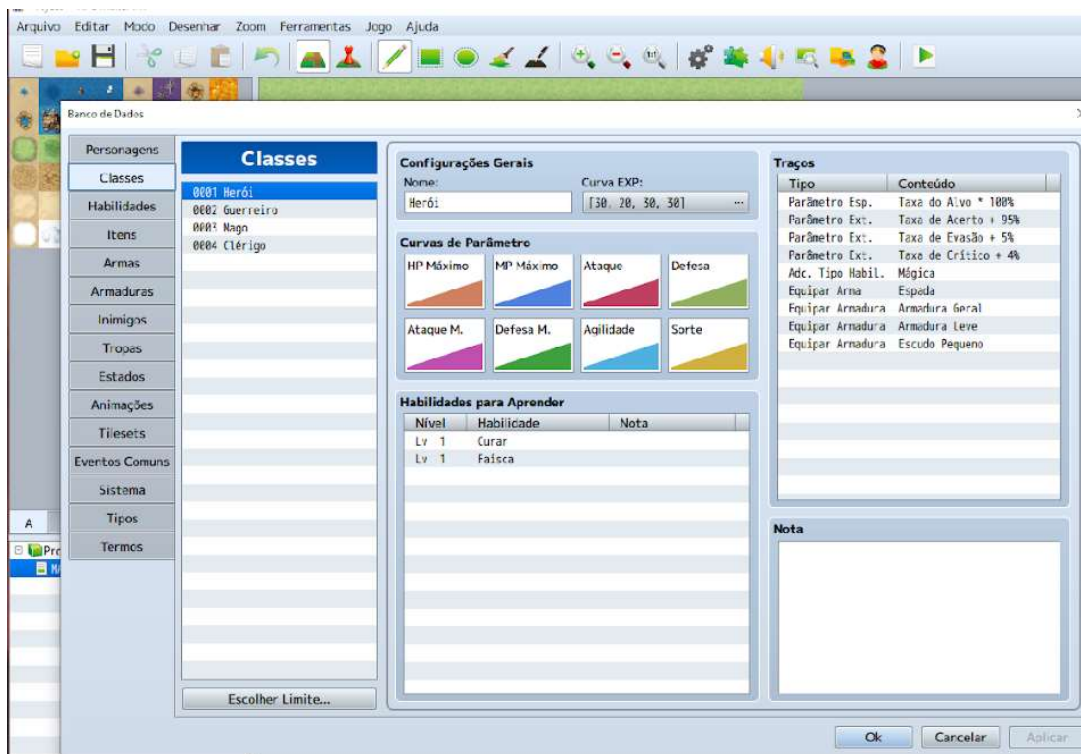 Arquivo Editar Modo Desenhar Zoom Ferramentas Jogo Ajuda
1:1
Banco de Dados
Personagens
Classes
Habilidades
Itens
Armas
Armaduras
Inimigos
Tropas
Estados
Animações
Tilesets
Eventos Comuns
Sistema
Tipos
Termos
Classes
0001 Herói
0002 Guerreiro
0003 Mago
0004 Clérigo
Escolher Limite...
Configurações Gerais
Nome: Curva EXP:
Herói [30, 20, 30, 30] ...
Curvas de Parâmetro
HP Máximo MP Máximo Ataque Defesa
Ataque M. Defesa M. Agilidade Sorte
Habilidades para Aprender
Nível Habilidade Nota
Lv 1 Curar
Lv 1 Faísca
Traços
Tipo Conteúdo
Parâmetro Esp. Taxa do Alvo * 100%
Parâmetro Ext. Taxa de Acerto + 95%
Parâmetro Ext. Taxa de Evasão + 5%
Parâmetro Ext. Taxa de Crítico + 4%
Adc. Tipo Habil. Mágica
Equipar Arma Espada
Equipar Armadura Armadura Geral
Equipar Armadura Armadura Leve
Equipar Armadura Escudo Pequeno
Nota
A
Pro
Ok Cancelar Aplicar